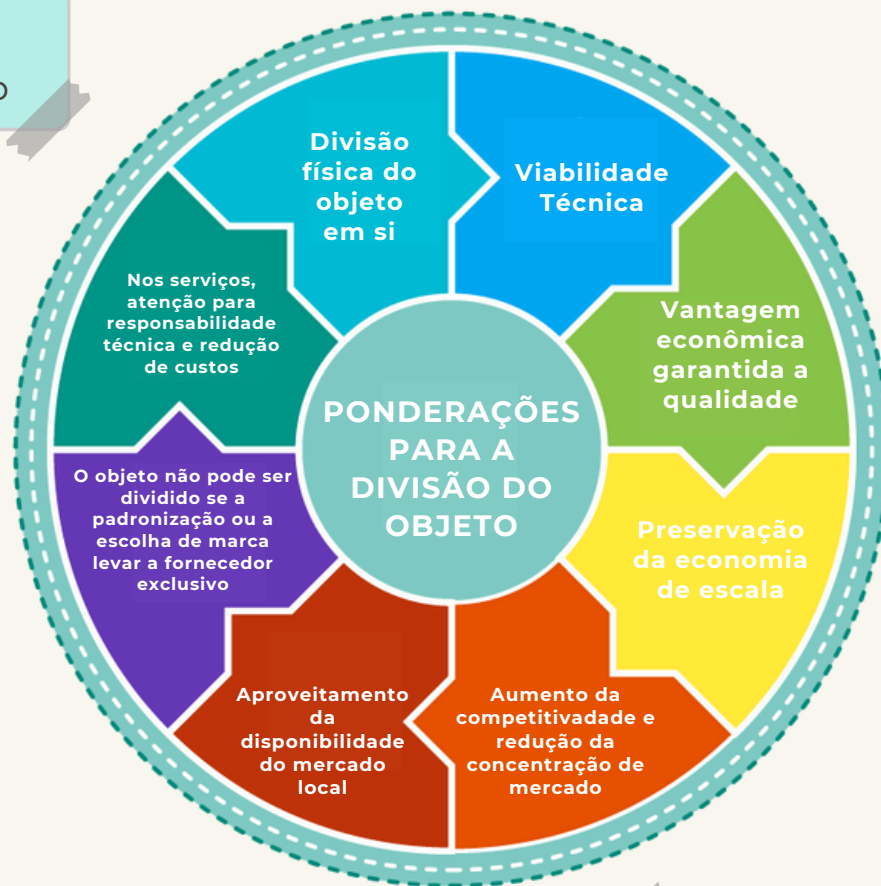 O
Divisão
física do
objeto
em si
Viabilidade
Técnica
Vantagem
econômica
garantida a
qualidade
Preservação
da economia
de escala
Aumento da
competitivadade e
redução da
concentração de
mercado
Aproveitamento
da
disponibilidade
do mercado
local
O objeto não pode ser
dividido se a
padronização ou a
escolha de marca
levar a fornecedor
exclusivo
Nos serviços,
atenção para
responsabilidade
técnica e redução
de custos
PONDERAÇÕES
PARA A
DIVISÃO DO
OBJETO